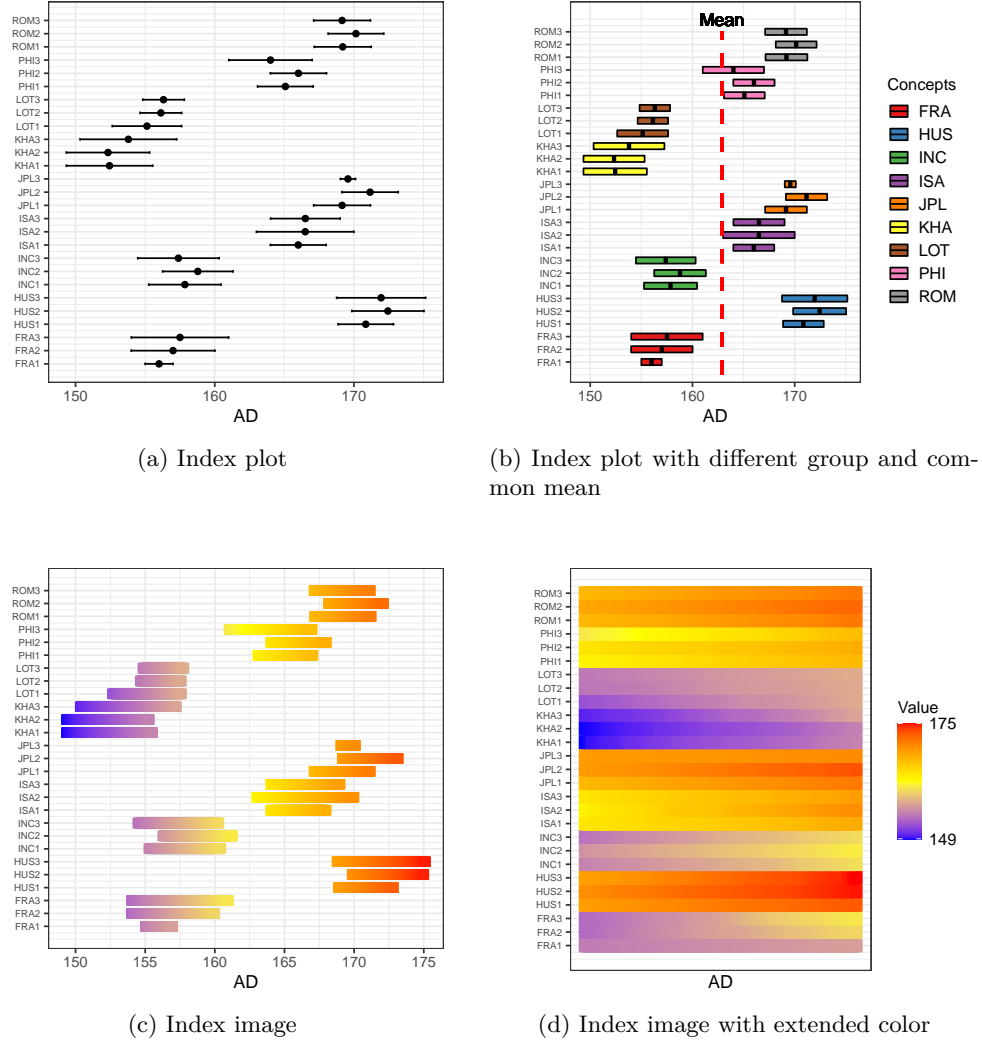 ROM3
ROM2
ROM1
PHI3
PHI2
PHI1
LOT3
LOT2
LOT1
KHA3
KHA2
KHA1
JPL3
JPL2
JPL1
ISA3
ISA2
ISA1
INC3
INC2
INC1
HUS3
HUS2
HUS1
FRA3
FRA2
FRA1
150 160 170
AD
(a) Index plot
Mean
ROM3
ROM2
ROM1
PHI3
PHI2
PHI1
LOT3
LOT2
LOT1
KHA3
KHA2
KHA1
JPL3
JPL2
JPL1
ISA3
ISA2
ISA1
INC3
INC2
INC1
HUS3
HUS2
HUS1
FRA3
FRA2
FRA1
150 160 170
AD
Concepts
FRA
HUS
INC
ISA
JPL
KHA
LOT
PHI
ROM
(b) Index plot with different group and com-
mon mean
ROM3
ROM2
ROM1
PHI3
PHI2
PHI1
LOT3
LOT2
LOT1
KHA3
KHA2
KHA1
JPL3
JPL2
JPL1
ISA3
ISA2
ISA1
INC3
INC2
INC1
HUS3
HUS2
HUS1
FRA3
FRA2
FRA1
150 155 160 165 170 175
AD
(c) Index image
ROM3
ROM2
ROM1
PHI3
PHI2
PHI1
LOT3
LOT2
LOT1
KHA3
KHA2
KHA1
JPL3
JPL2
JPL1
ISA3
ISA2
ISA1
INC3
INC2
INC1
HUS3
HUS2
HUS1
FRA3
FRA2
FRA1
AD
Value
175
149
(d) Index image with extended color